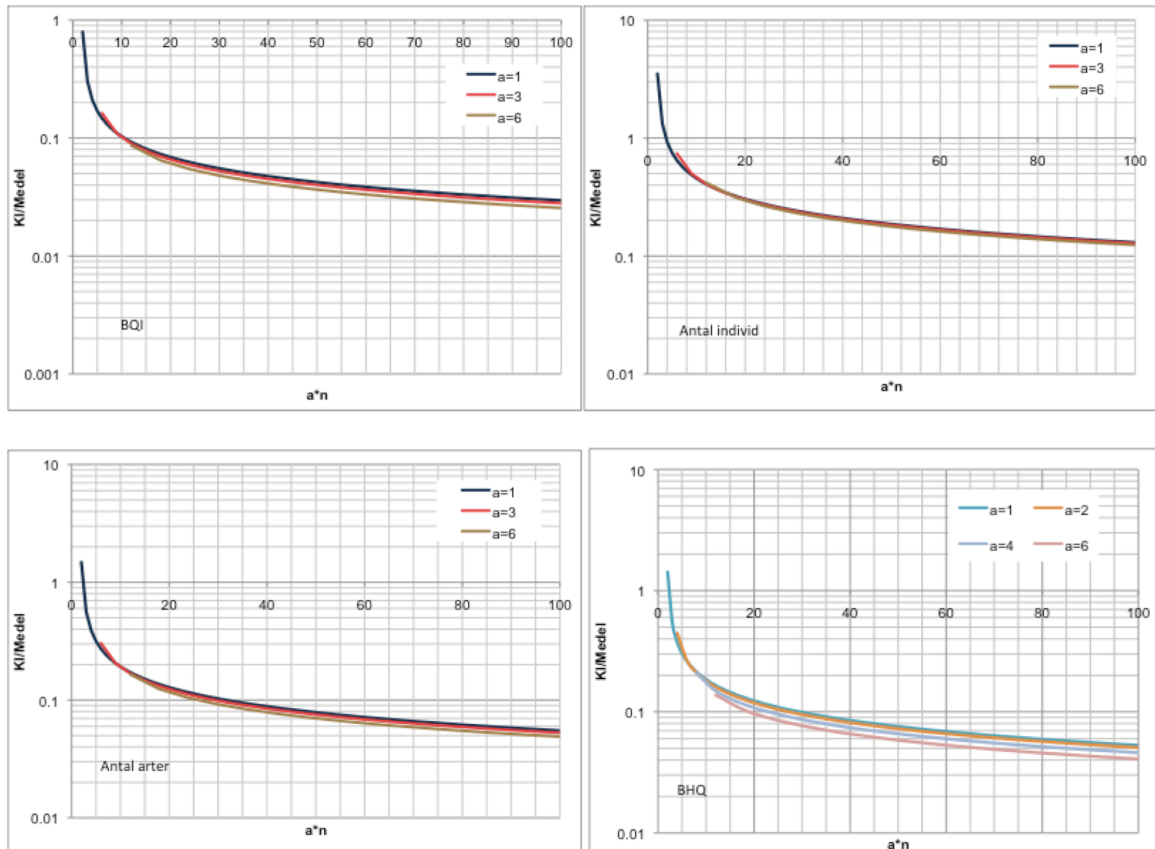 1
0 10 20 30 40 50 60 70 80 90 100
a=1
a=3
a=6
0.1
KI/Medel
0.01
BQI
0.001
a*n
10
a=1
a=3
a=6
1
0 20 40 60 80 100
KI/Medel
0.1
Antal individ
0.01
a*n
10
a=1
a=3
a=6
1
0 20 40 60 80 100
KI/Medel
0.1
Antal arter
0.01
a*n
10
a=1 a=2
a=4 a=6
1
0 20 40 60 80 100
KI/Medel
0.1
BHQ
0.01
a*n